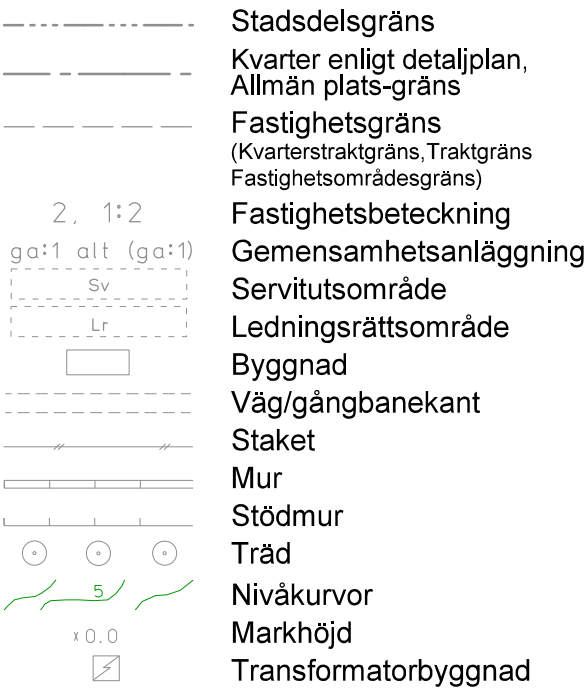 Stadsdelsgräns
Kvarter enligt detaljplan,
Allmän plats-gräns
Fastighetsgräns
(Kvarterstraktgräns,Traktgräns
Fastighetsområdesgräns)
2, 1:2 Fastighetsbeteckning
ga:1 alt (ga:1) Gemensamhetsanläggning
Sv Servitutsområde
Lr Ledningsrättsområde
Byggnad
Väg/gångbanekant
Staket
Mur
Stödmur
Träd
5 Nivåkurvor
x 0.0 Markhöjd
Transformatorbyggnad